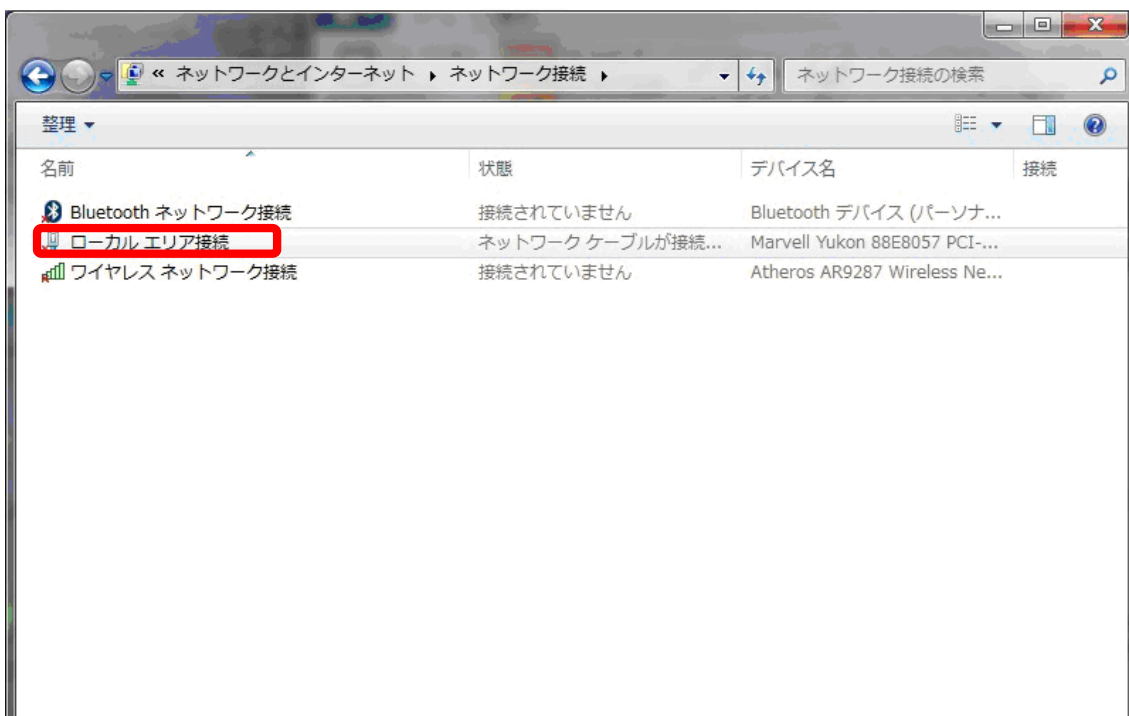 « ネットワークとインターネット ▸ ネットワーク接続 ▸ ネットワーク接続の検索
整理 ▼
名前 状態 デバイス名 接続
Bluetooth ネットワーク接続 接続されていません Bluetooth デバイス (パーソナ...
ローカル エリア接続 ネットワーク ケーブルが接続... Marvell Yukon 88E8057 PCI-...
ワイヤレス ネットワーク接続 接続されていません Atheros AR9287 Wireless Ne...